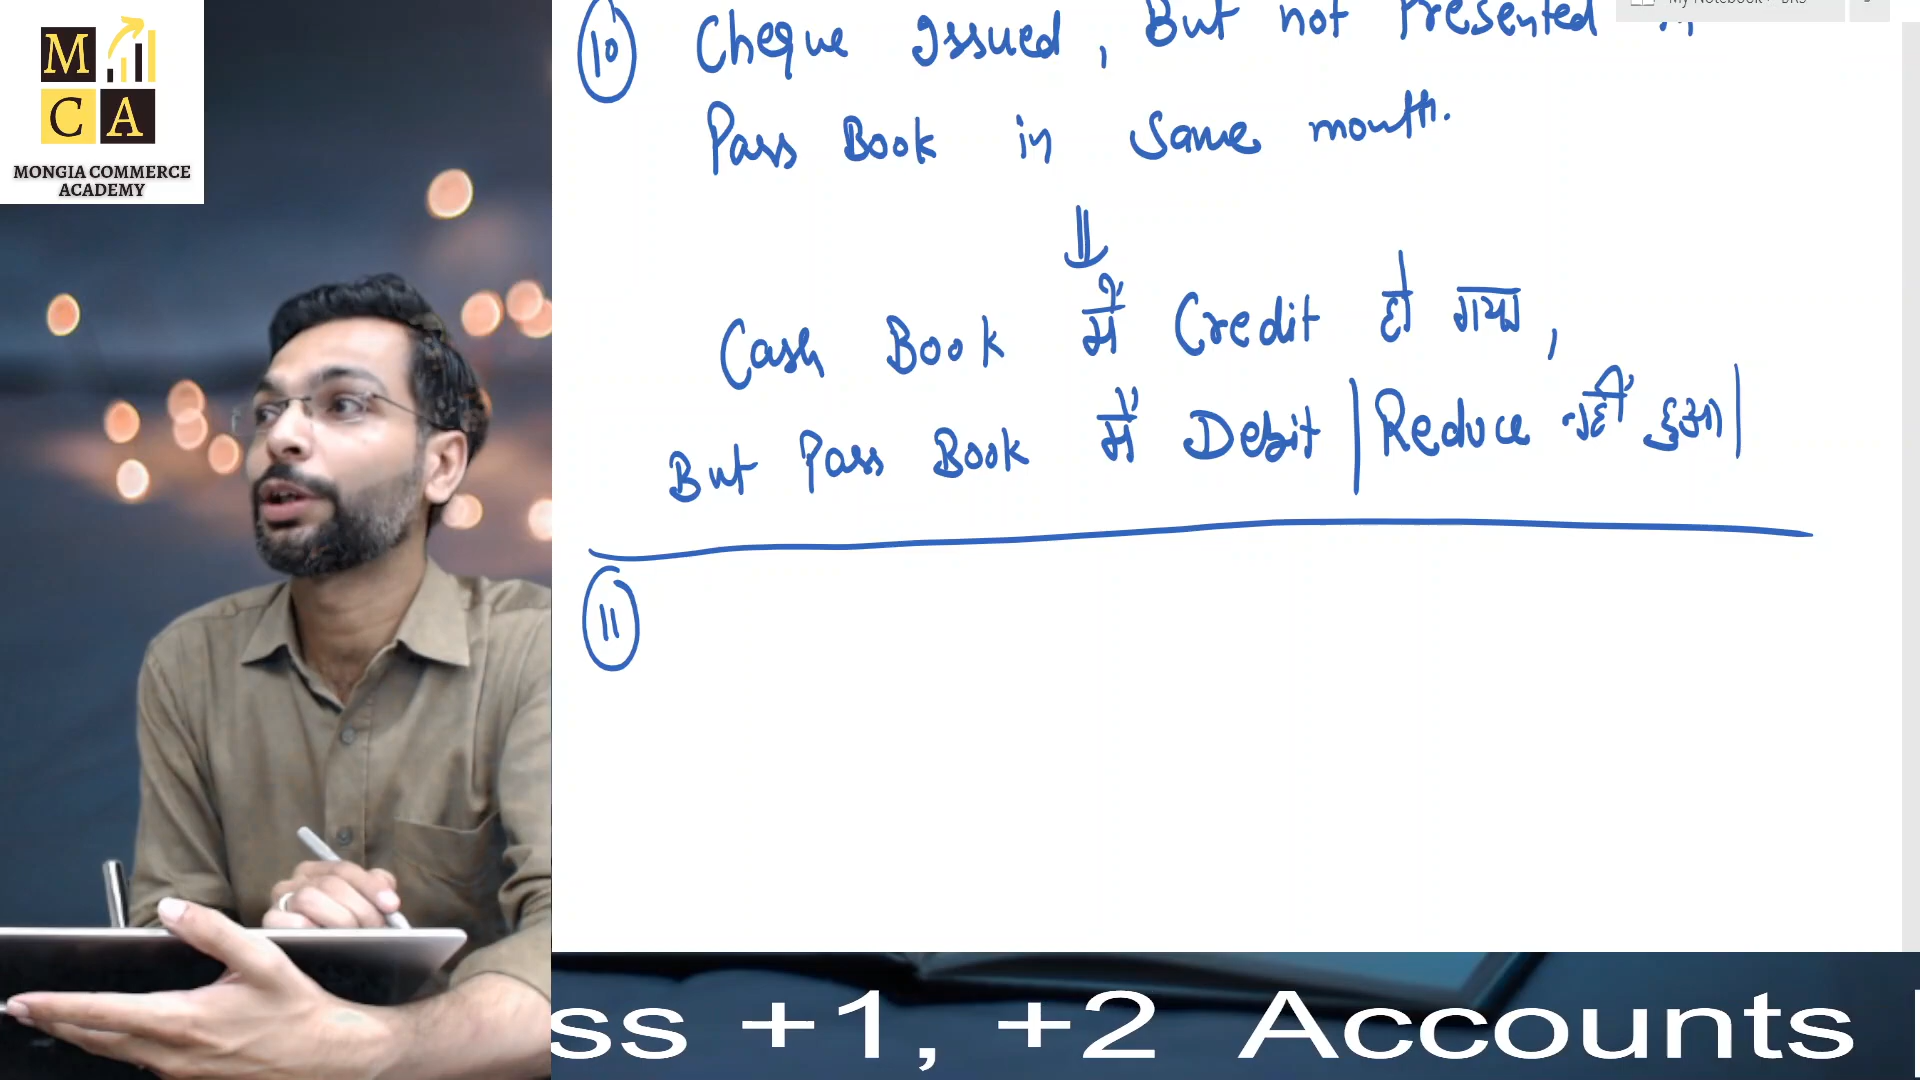 M
C A
MONGIA COMMERCE
ACADEMY
10 Cheque Issued, But not Presented in
Pass Book in Same month.
⇓
Cash Book में Credit हो गया,
But Pass Book में Debit | Reduce नहीं हुआ|
11
ss +1, +2 Accounts